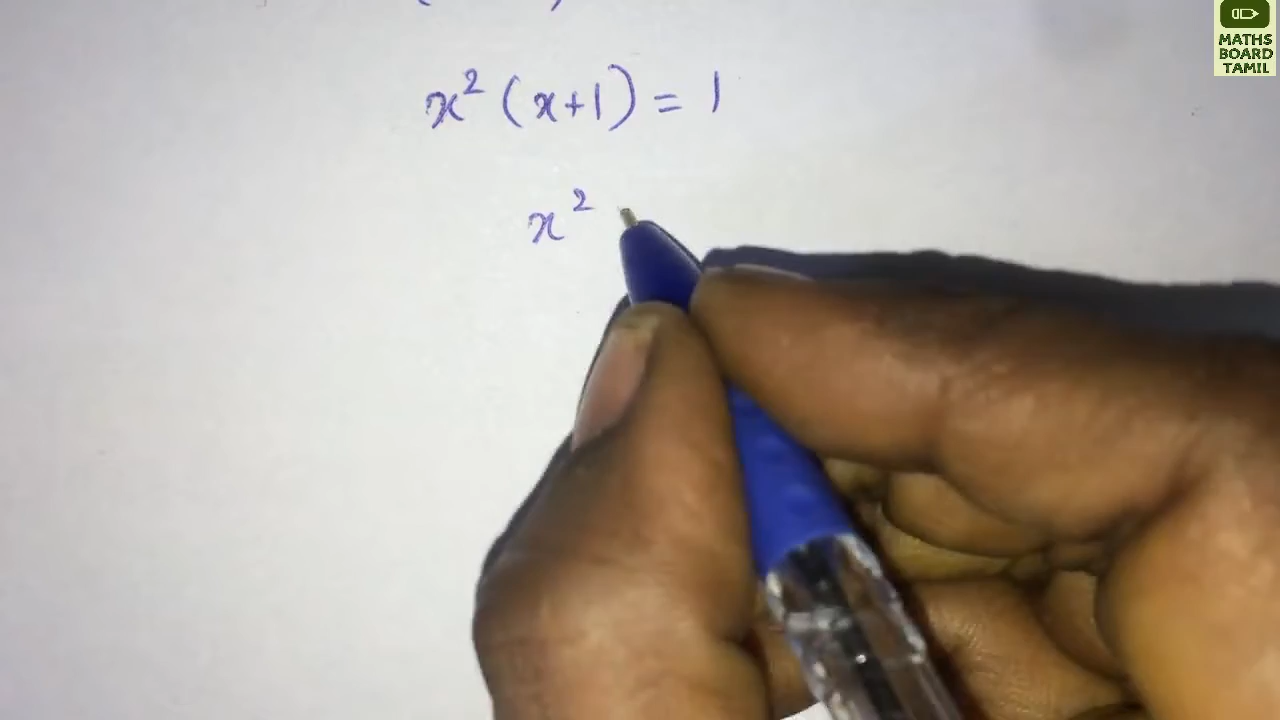 x² (x+1) = 1
x²
MATHS
BOARD
TAMIL